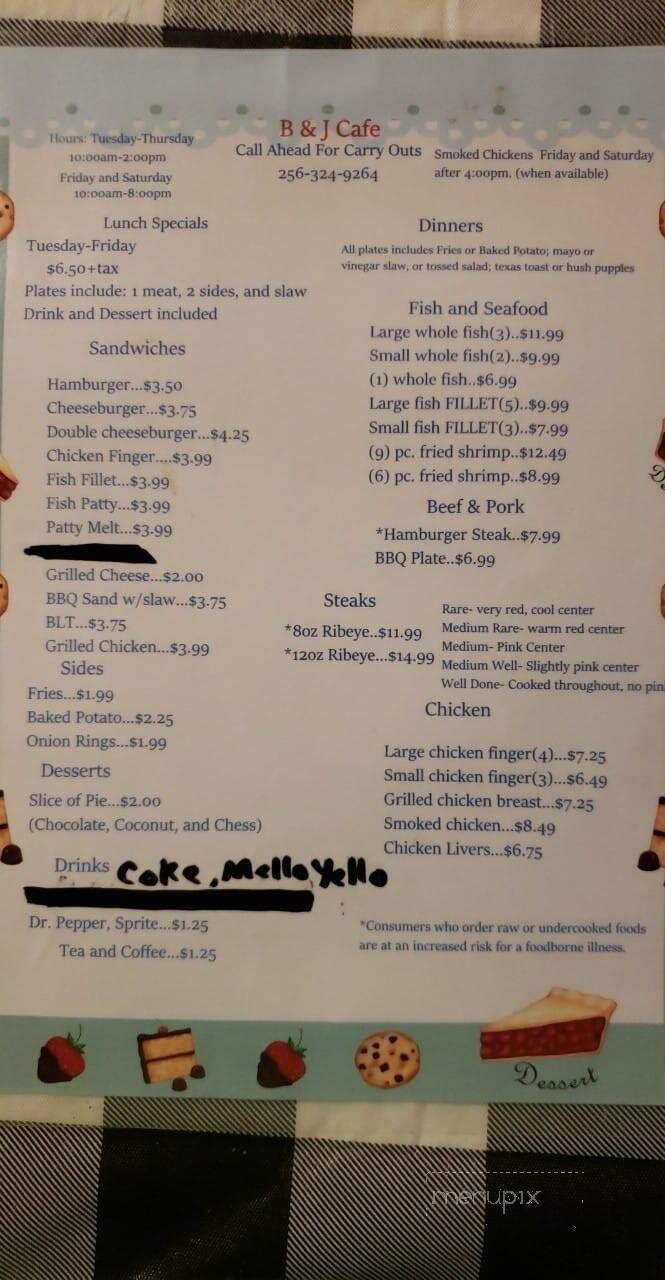 B & J Cafe
Call Ahead For Carry Outs
256-324-9264
Hours: Tuesday-Thursday
10:00am-2:00pm
Friday and Saturday
10:00am-8:00pm
Smoked Chickens Friday and Saturday
after 4:00pm. (when available)
Lunch Specials
Tuesday-Friday
$6.50+tax
Plates include: 1 meat, 2 sides, and slaw
Drink and Dessert included
Sandwiches
Hamburger...$3.50
Cheeseburger...$3.75
Double cheeseburger...$4.25
Chicken Finger....$3.99
Fish Fillet...$3.99
Fish Patty...$3.99
Patty Melt...$3.99
Grilled Cheese...$2.00
BBQ Sand w/slaw...$3.75
BLT...$3.75
Grilled Chicken...$3.99
Sides
Fries...$1.99
Baked Potato...$2.25
Onion Rings...$1.99
Desserts
Slice of Pie...$2.00
(Chocolate, Coconut, and Chess)
Drinks Coke, Mello Yello
Dr. Pepper, Sprite...$1.25
Tea and Coffee...$1.25
Dinners
All plates includes Fries or Baked Potato; mayo or
vinegar slaw, or tossed salad; texas toast or hush puppies
Fish and Seafood
Large whole fish(3)..$11.99
Small whole fish(2)..$9.99
(1) whole fish..$6.99
Large fish FILLET(5)..$9.99
Small fish FILLET(3)..$7.99
(9) pc. fried shrimp..$12.49
(6) pc. fried shrimp..$8.99
Beef & Pork
*Hamburger Steak..$7.99
BBQ Plate..$6.99
Steaks
*8oz Ribeye..$11.99
*12oz Ribeye...$14.99
Rare- very red, cool center
Medium Rare- warm red center
Medium- Pink Center
Medium Well- Slightly pink center
Well Done- Cooked throughout, no pin
Chicken
Large chicken finger(4)...$7.25
Small chicken finger(3)...$6.49
Grilled chicken breast...$7.25
Smoked chicken...$8.49
Chicken Livers...$6.75
*Consumers who order raw or undercooked foods
are at an increased risk for a foodborne illness.
Dessert
menupix